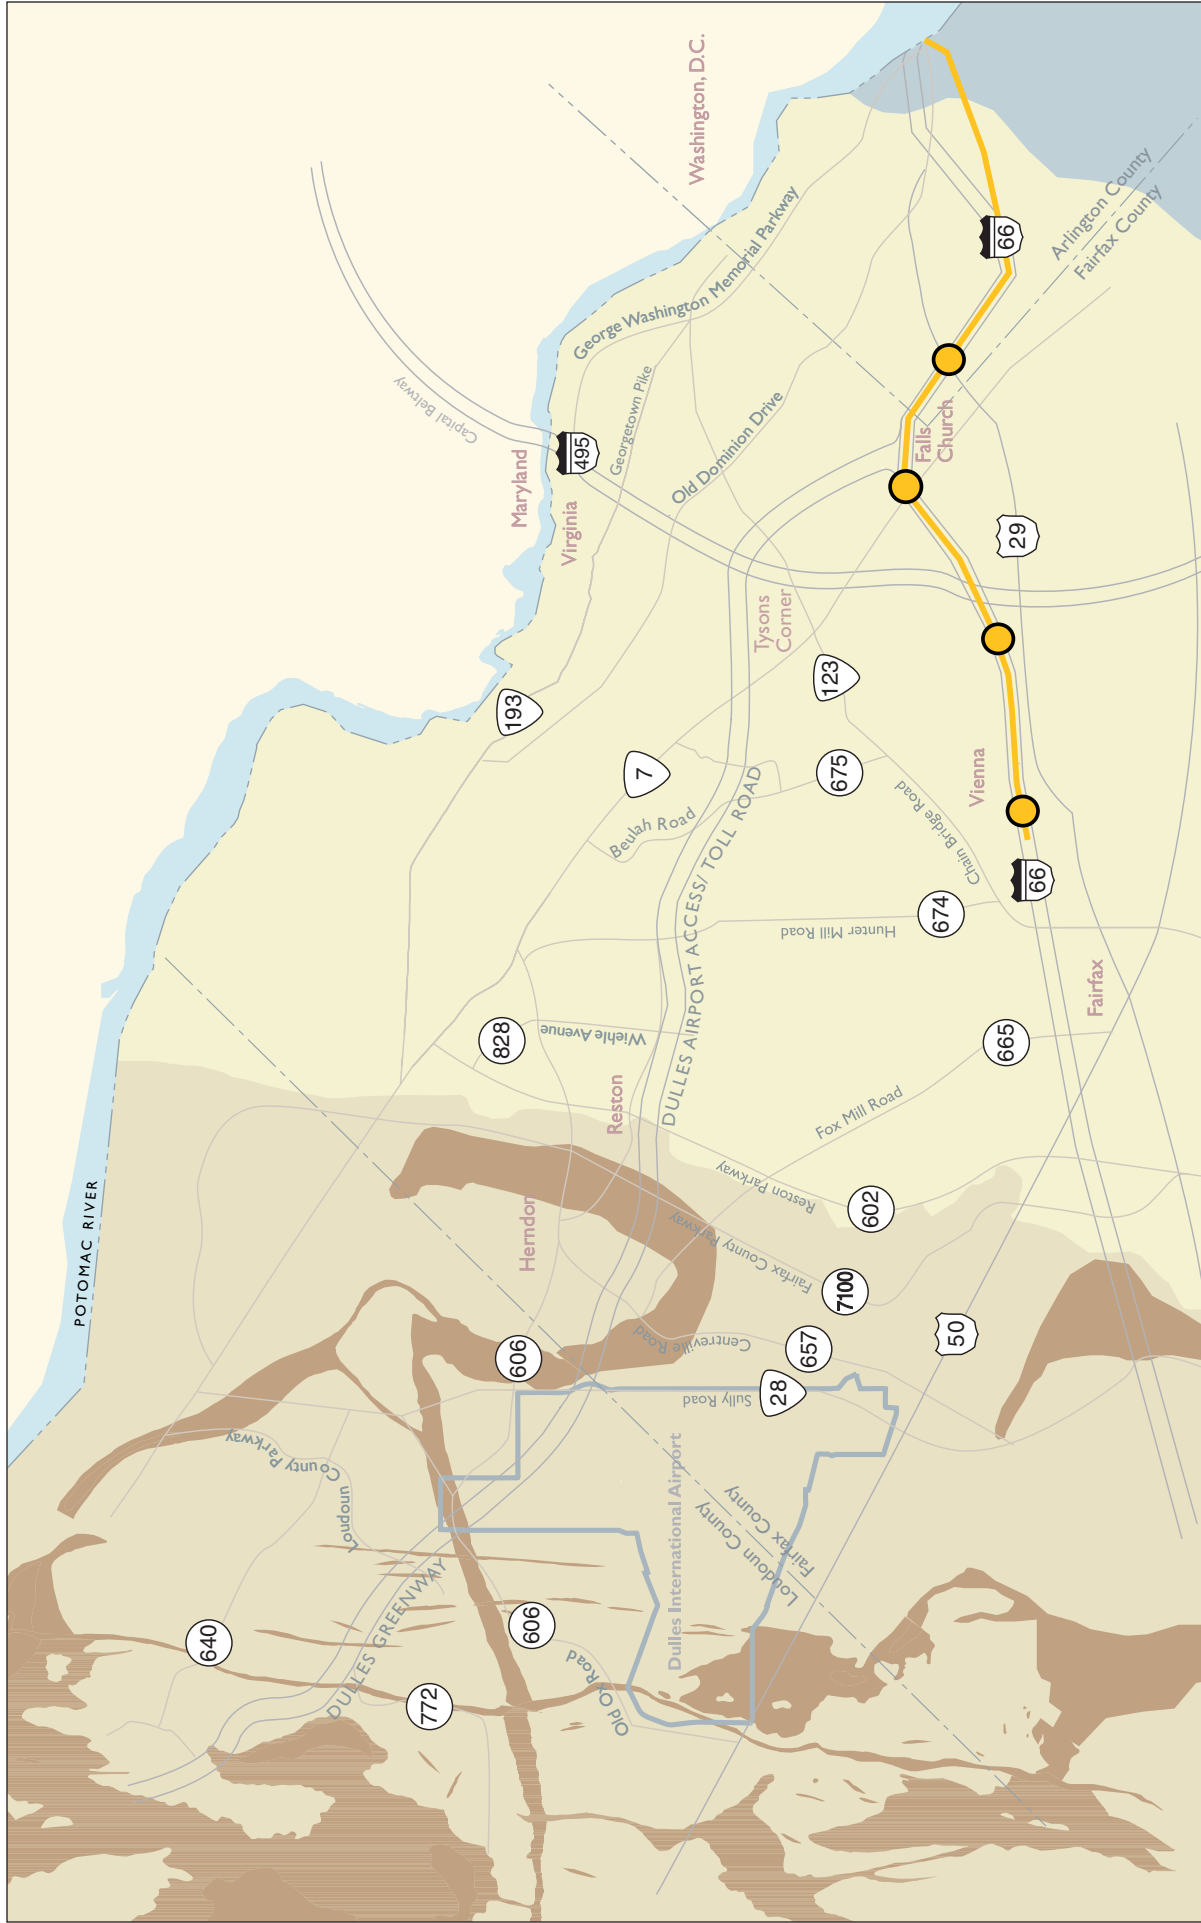 Washington, D.C.
George Washington Memorial Parkway
Arlington County
Fairfax County
66
Capital Beltway
Georgetown Pike
Maryland
Virginia
495
Old Dominion Drive
Falls
Church
29
Tysons
Corner
193
7
123
675
Beulah Road
Chain Bridge Road
Vienna
66
DULLES AIRPORT ACCESS/ TOLL ROAD
674
Hunter Mill Road
Fairfax
828
Wiehle Avenue
665
Reston
Fox Mill Road
POTOMAC RIVER
Herndon
Reston Parkway
602
Fairfax County Parkway
7100
606
Centreville Road
657
50
28
Sully Road
Loudoun County Parkway
Dulles International Airport
Loudoun County
Fairfax County
DULLES GREENWAY
640
606
Old Ox Road
772